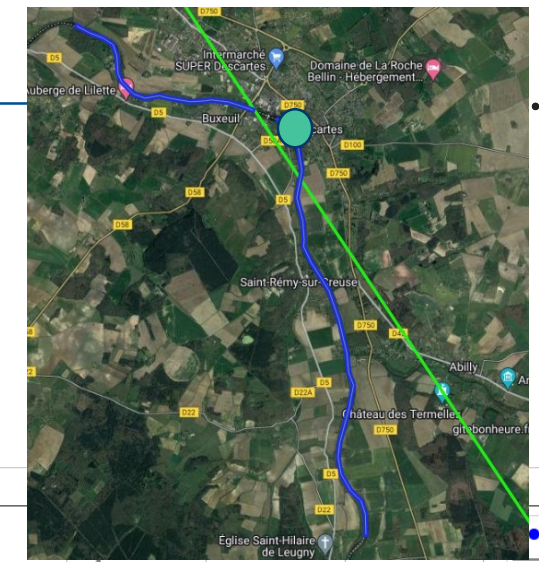 D750
Intermarché
SUPER Descartes
D5
Domaine de La Roche
Bellin - Hébergement...
Auberge de Lilette
D750
D5
Buxeuil
cartes
D100
D750
D58
D5
D58
Saint-Rémy-sur-Creuse
D750
Abilly
D5
D22A
D22
Château des Termelles
D750
gitebonheure.f
D5
D22
Église Saint-Hilaire
de Leugny